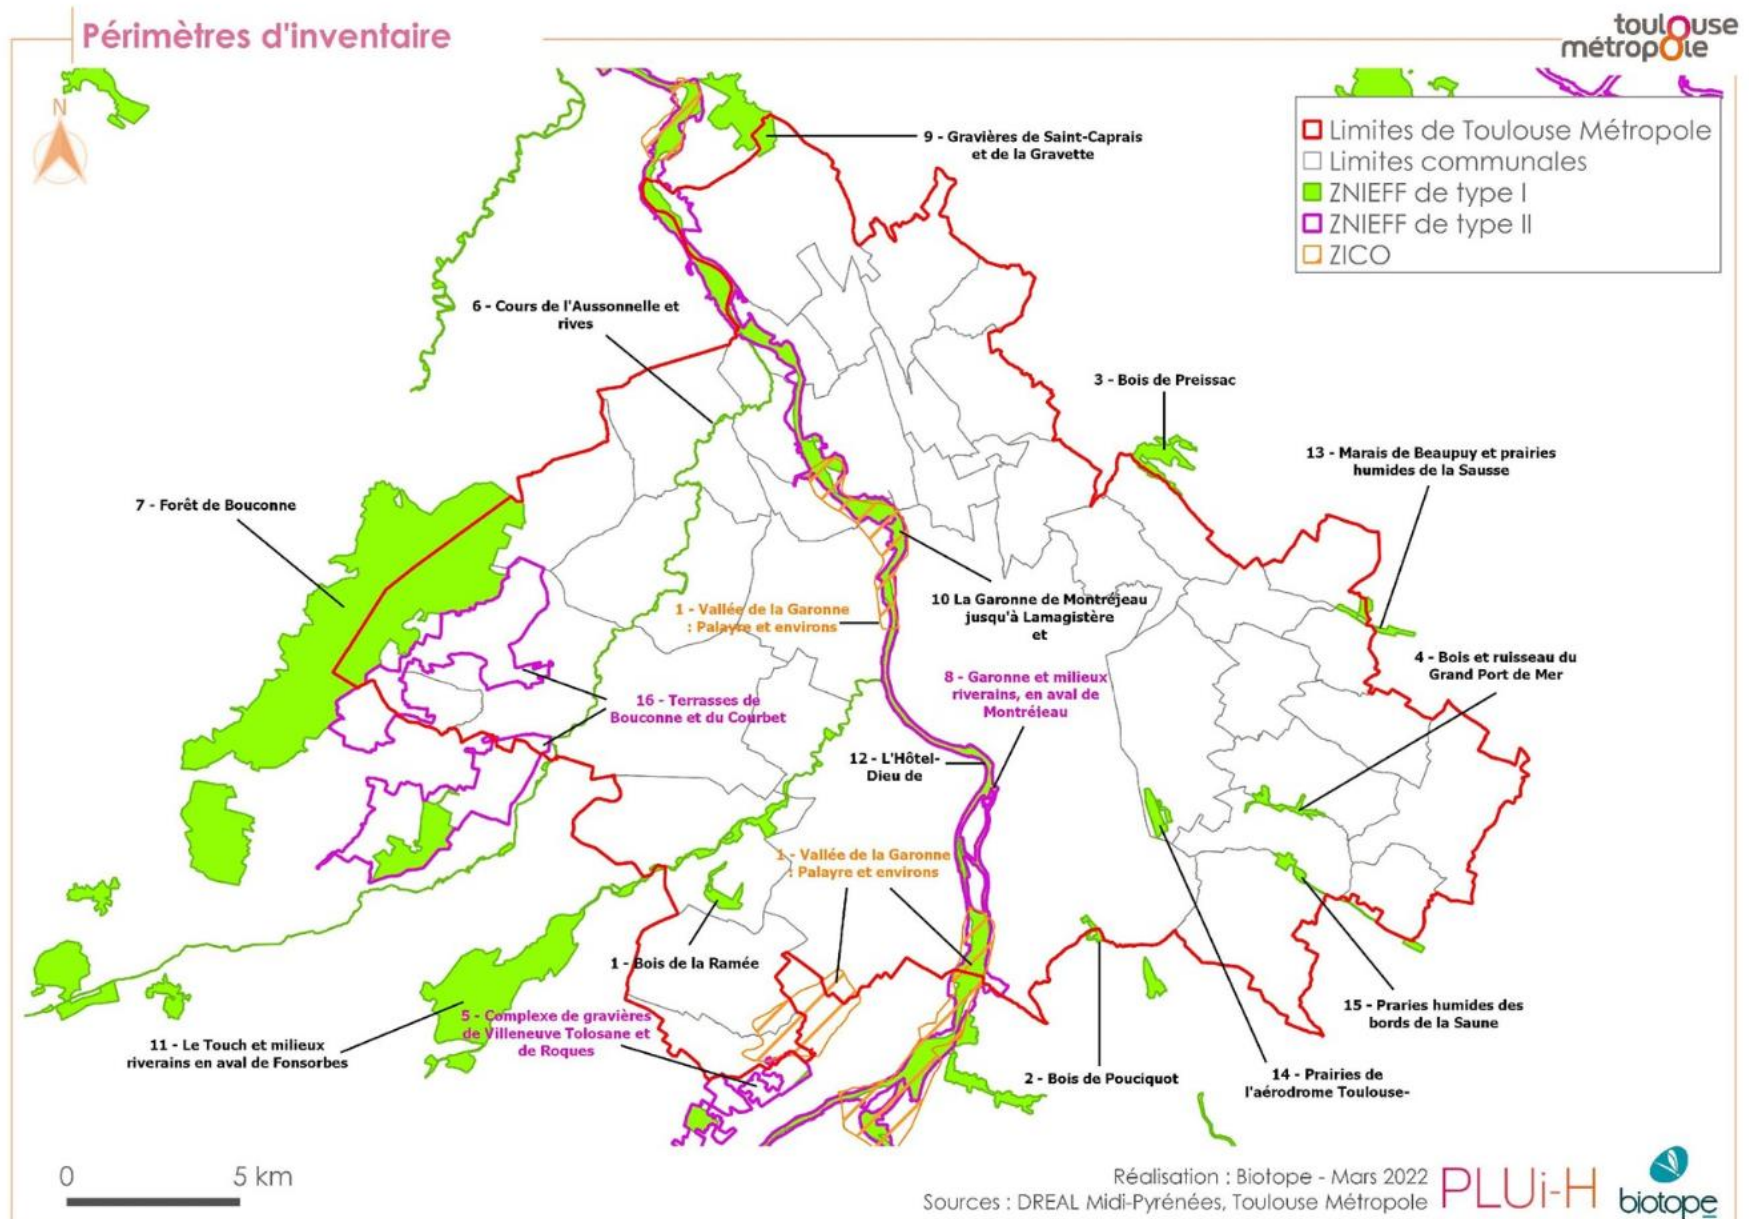 Périmètres d'inventaire
toulouse
métropole
N
Limites de Toulouse Métropole
Limites communales
ZNIEFF de type I
ZNIEFF de type II
ZICO
9 - Gravières de Saint-Caprais
et de la Gravette
6 - Cours de l'Aussonnelle et
rives
3 - Bois de Preissac
13 - Marais de Beaupuy et prairies
humides de la Sausse
7 - Forêt de Bouconne
1 - Vallée de la Garonne
: Palayre et environs
10 La Garonne de Montréjeau
jusqu'à Lamagistère
et
4 - Bois et ruisseau du
Grand Port de Mer
8 - Garonne et milieux
riverains, en aval de
Montréjeau
16 - Terrasses de
Bouconne et du Courbet
12 - L'Hôtel-
Dieu de
1 - Vallée de la Garonne
: Palayre et environs
1 - Bois de la Ramée
5 - Complexe de gravières
de Villeneuve Tolosane et
de Roques
11 - Le Touch et milieux
riverains en aval de Fonsorbes
2 - Bois de Pouciquot
15 - Praries humides des
bords de la Saune
14 - Prairies de
l'aérodrome Toulouse-
0 5 km
Réalisation : Biotope - Mars 2022
Sources : DREAL Midi-Pyrénées, Toulouse Métropole
PLUi-H
biotope